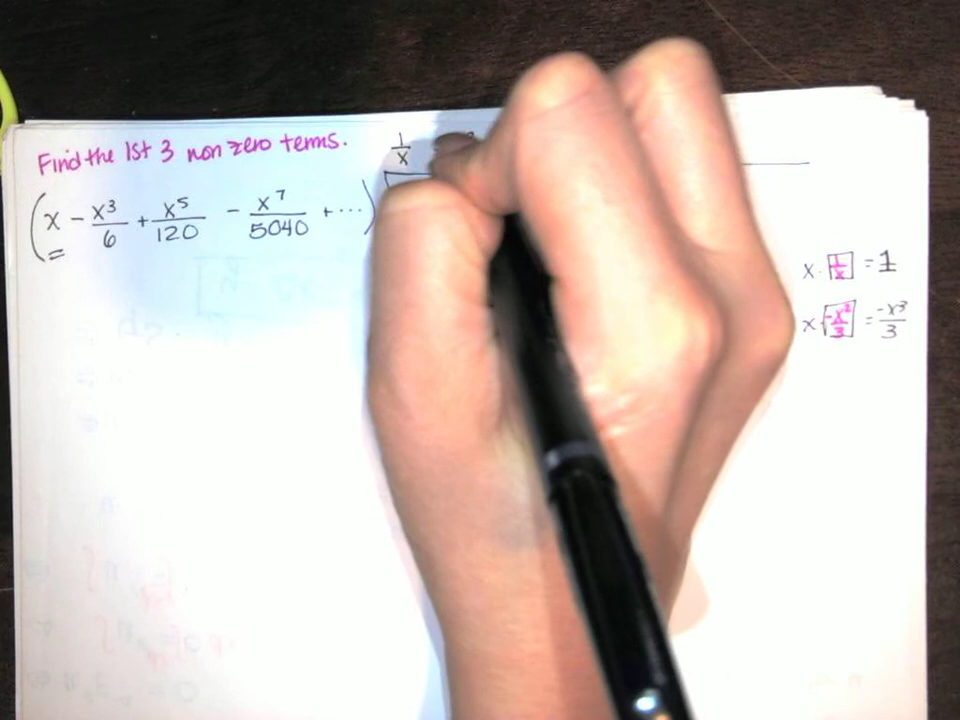 Find the 1st 3 non zero terms.
1/x
(x - x³/6 + x⁵/120 - x⁷/5040 + ...)
x · 1/x = 1
x · -x²/3 = -x³/3